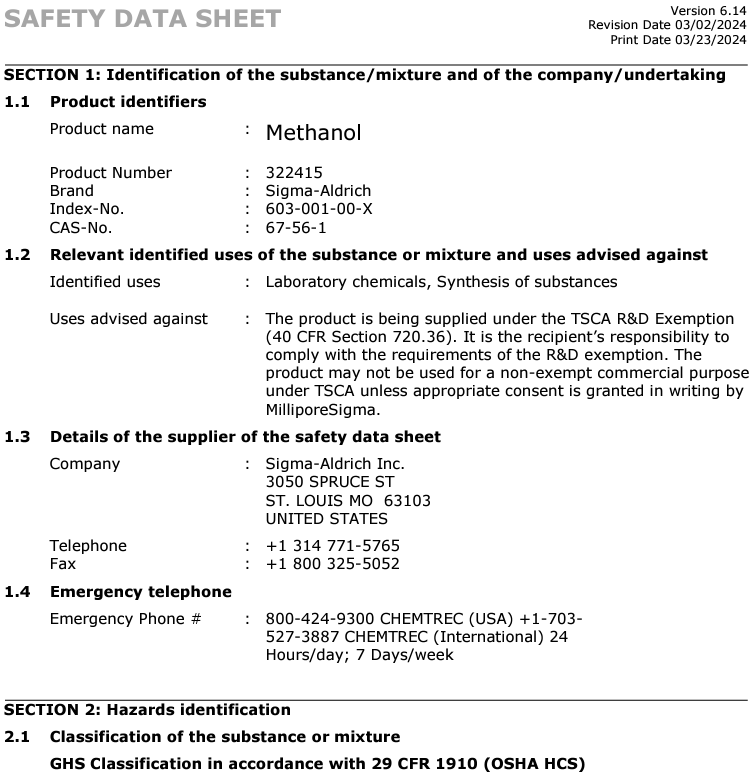 SAFETY DATA SHEET
Version 6.14
Revision Date 03/02/2024
Print Date 03/23/2024
SECTION 1: Identification of the substance/mixture and of the company/undertaking
1.1 Product identifiers
Product name : Methanol
Product Number : 322415
Brand : Sigma-Aldrich
Index-No. : 603-001-00-X
CAS-No. : 67-56-1
1.2 Relevant identified uses of the substance or mixture and uses advised against
Identified uses : Laboratory chemicals, Synthesis of substances
Uses advised against : The product is being supplied under the TSCA R&D Exemption
(40 CFR Section 720.36). It is the recipient’s responsibility to
comply with the requirements of the R&D exemption. The
product may not be used for a non-exempt commercial purpose
under TSCA unless appropriate consent is granted in writing by
MilliporeSigma.
1.3 Details of the supplier of the safety data sheet
Company : Sigma-Aldrich Inc.
3050 SPRUCE ST
ST. LOUIS MO 63103
UNITED STATES
Telephone : +1 314 771-5765
Fax : +1 800 325-5052
1.4 Emergency telephone
Emergency Phone # : 800-424-9300 CHEMTREC (USA) +1-703-
527-3887 CHEMTREC (International) 24
Hours/day; 7 Days/week
SECTION 2: Hazards identification
2.1 Classification of the substance or mixture
GHS Classification in accordance with 29 CFR 1910 (OSHA HCS)